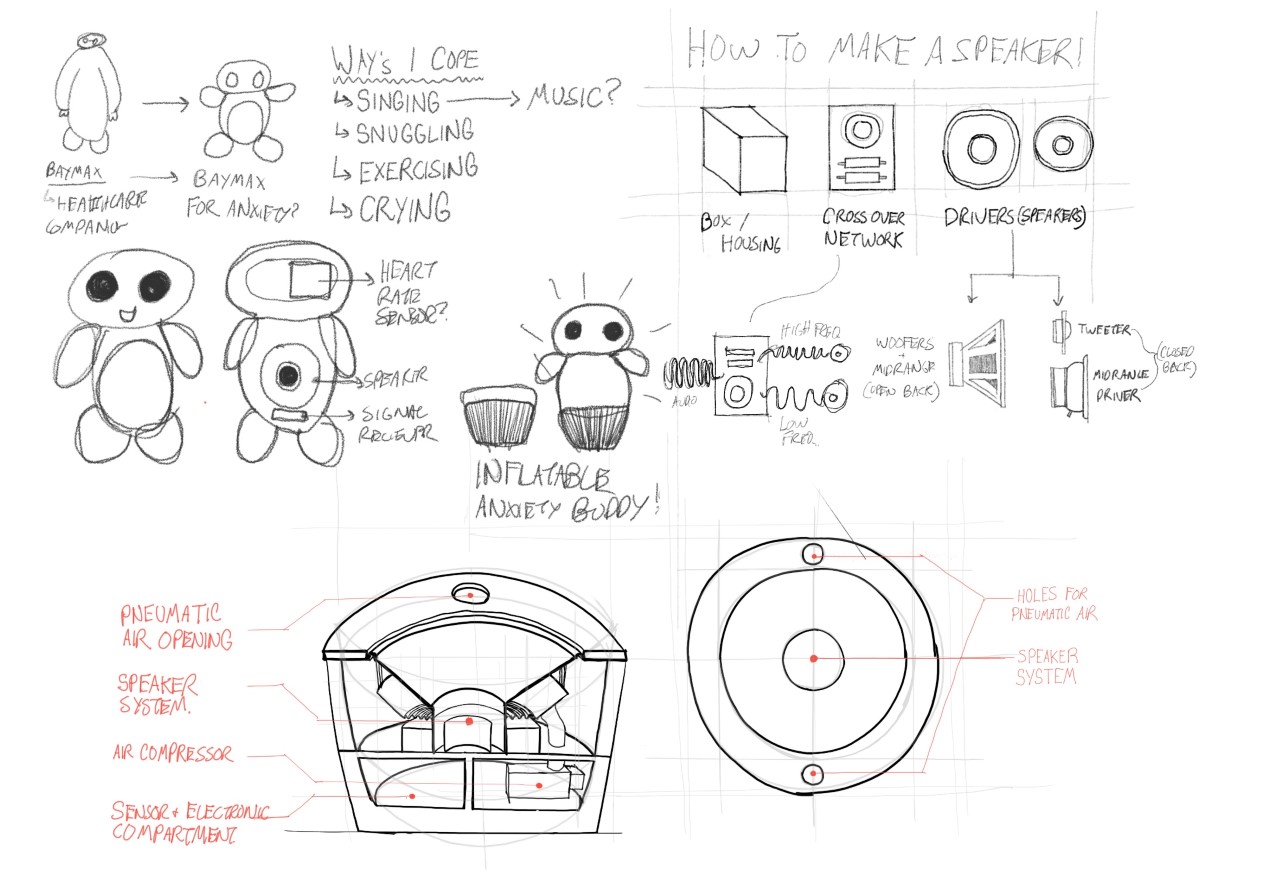 BAYMAX
↳ HEALTHCARE
COMPANION
BAYMAX
FOR ANXIETY?
WAY'S I COPE
↳ SINGING → MUSIC?
↳ SNUGGLING
↳ EXERCISING
↳ CRYING
HOW TO MAKE A SPEAKER!
BOX /
HOUSING
CROSSOVER
NETWORK
DRIVERS (SPEAKERS)
HEART
RATE
SENSOR?
SPEAKER
SIGNAL
RECIEVER
INFLATABLE
ANXIETY BUDDY!
AUDIO
HIGH FREQ
LOW
FREQ.
WOOFERS
+
MIDRANGE
(OPEN BACK)
TWEETER
MIDRANGE
DRIVER
(CLOSED
BACK)
PNEUMATIC
AIR OPENING
SPEAKER
SYSTEM.
AIR COMPRESSOR
SENSOR + ELECTRONIC
COMPARTMENT
HOLES FOR
PNEUMATIC AIR
SPEAKER
SYSTEM